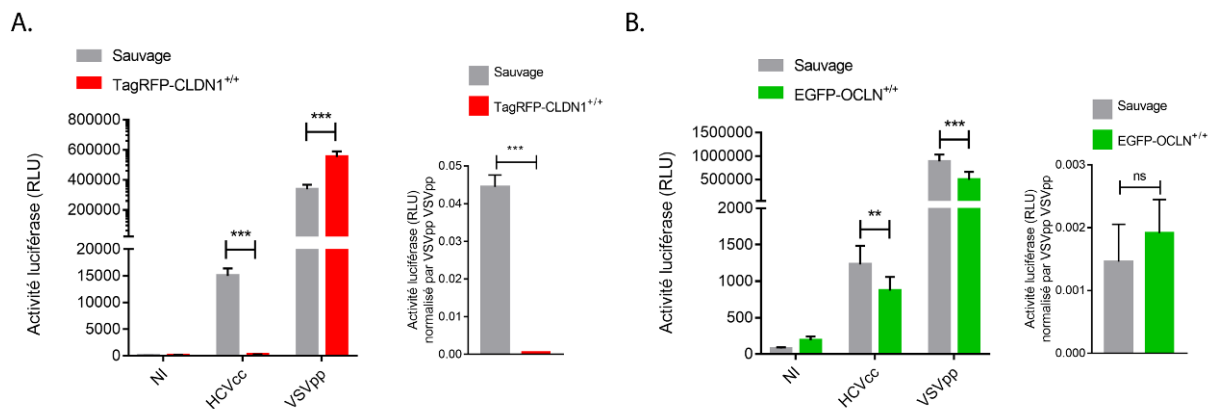 A.
Sauvage
TagRFP-CLDN1+/+
Activité luciférase (RLU)
800000
600000
400000
200000
20000
15000
10000
5000
0
***
***
NI
HCVcc
VSVpp
Sauvage
TagRFP-CLDN1+/+
Activité luciférase (RLU)
normalisé par VSVpp VSVpp
0.05
0.04
0.03
0.02
0.01
0.00
***
B.
Sauvage
EGFP-OCLN+/+
Activité luciférase (RLU)
1500000
1000000
500000
2000
1500
1000
500
0
**
***
NI
HCVcc
VSVpp
Sauvage
EGFP-OCLN+/+
Activité luciférase (RLU)
normalisé par VSVpp VSVpp
0.003
0.002
0.001
0.000
ns